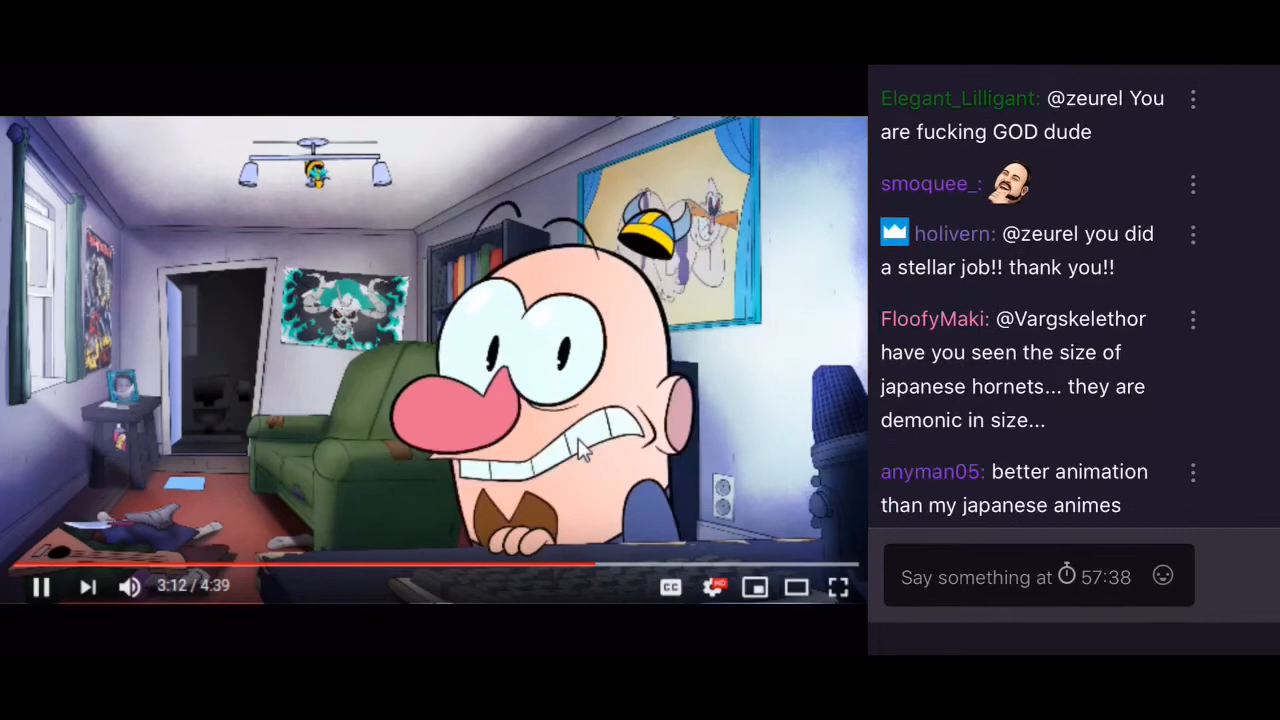 Elegant_Lilligant: @zeurel You
are fucking GOD dude
smoquee_:
holivern: @zeurel you did
a stellar job!! thank you!!
FloofyMaki: @Vargskelethor
have you seen the size of
japanese hornets... they are
demonic in size...
anyman05: better animation
than my japanese animes
3:12 / 4:39
CC
HD
Say something at 57:38